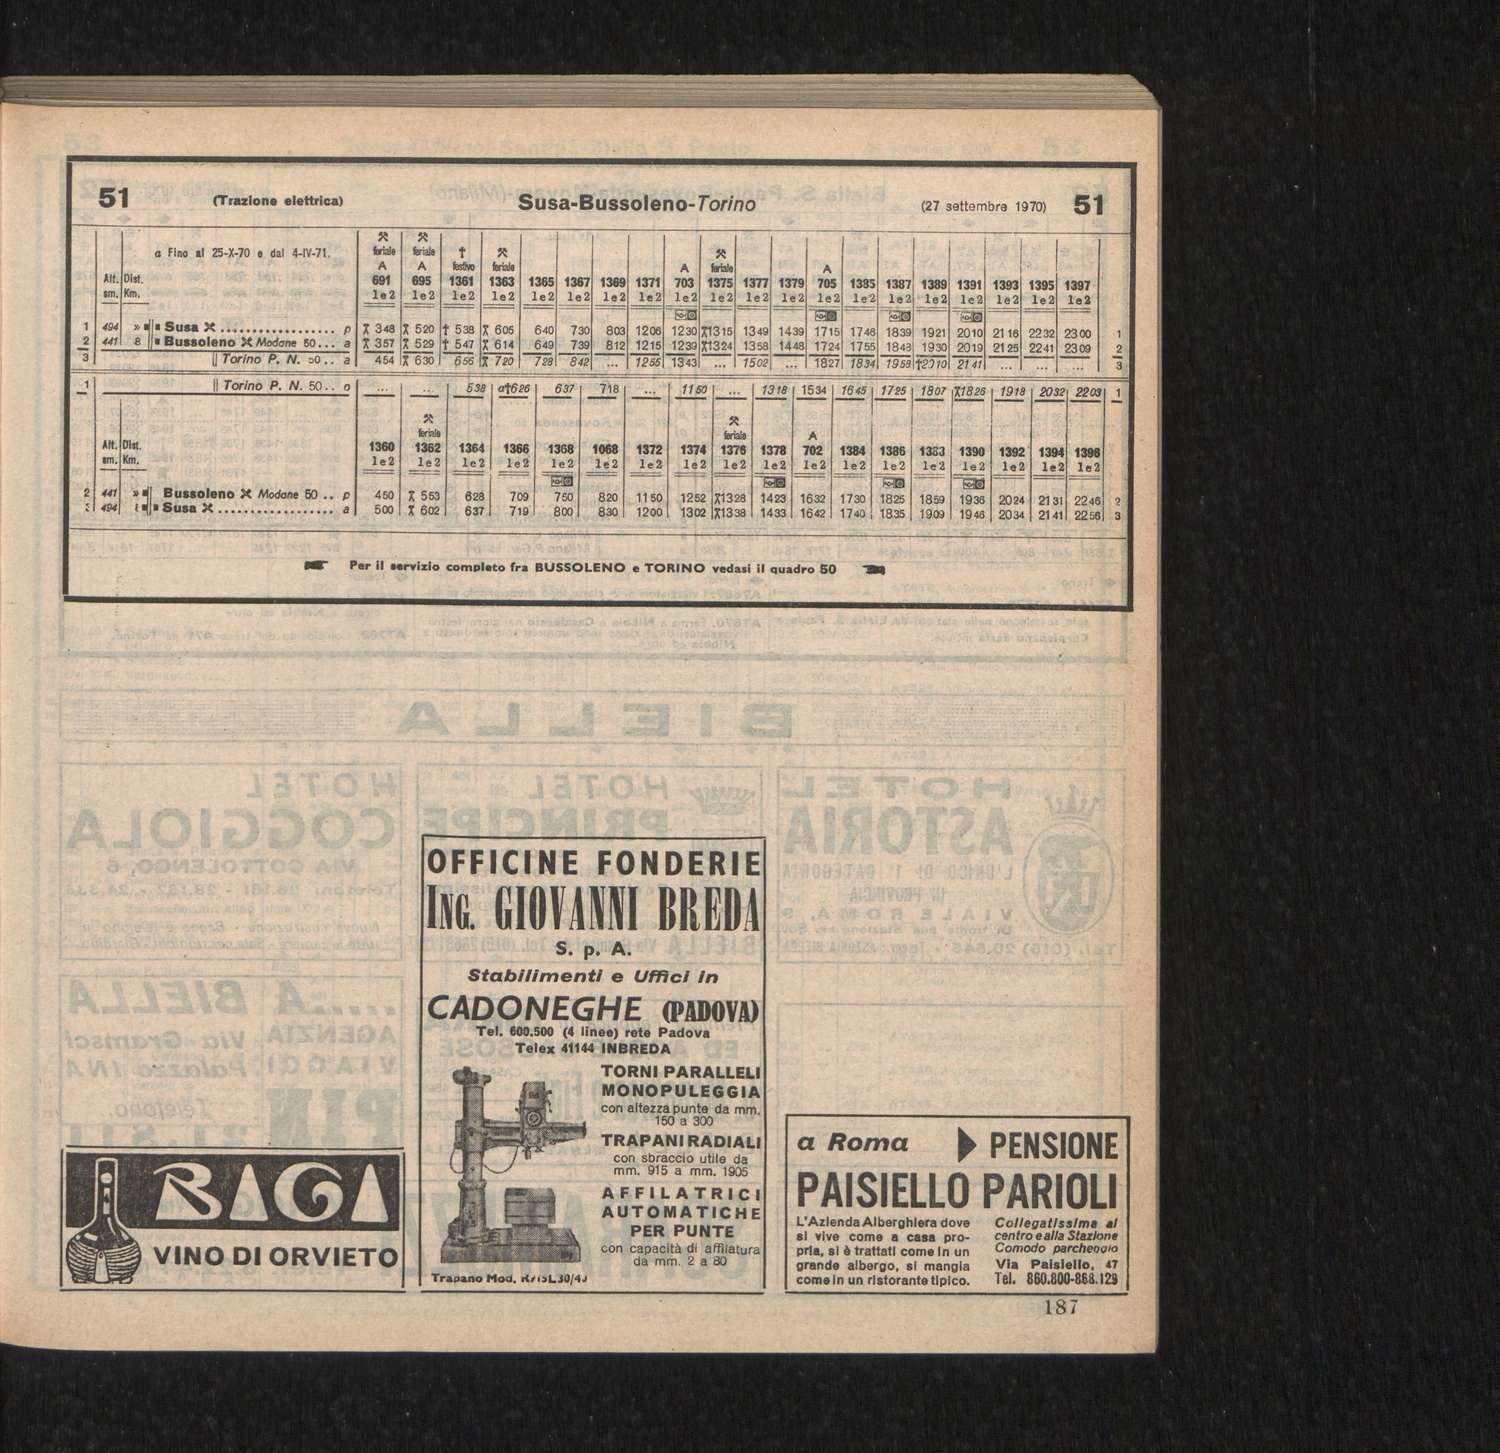 51 (Trazione elettrica) Susa-Bussoleno-Torino (27 settembre 1970) 51
a Fino al 25-X-70 e dal 4-IV-71.
feriale feriale festivo feriale feriale
A A A A
Alt. Dist. 691 695 1361 1363 1365 1367 1369 1371 703 1375 1377 1379 705 1385 1387 1389 1391 1393 1395 1397
sm. Km. 1e2 1e2 1e2 1e2 1e2 1e2 1e2 1e2 1e2 1e2 1e2 1e2 1e2 1e2 1e2 1e2 1e2 1e2 1e2 1e2
1 494 » Susa ................. p 348 520 † 538 605 640 730 803 1206 1230 1315 1349 1439 1715 1746 1839 1921 2010 2116 2232 2300 1
2 441 8 Bussoleno Modane 50... a 357 529 † 547 614 649 739 812 1215 1239 1324 1358 1448 1724 1755 1848 1930 2019 2125 2241 2309 2
3 Torino P. N. 50.. a 454 630 656 720 728 842 ... 1255 1343 ... 1502 ... 1827 1834 1959 †2010 2141 ... ... ... 3
1 Torino P. N. 50.. p ... ... 538 a†626 637 718 ... 1150 ... 1318 1534 1645 1725 1807 1826 1918 2032 2203 1
feriale feriale A
Alt. Dist. 1360 1362 1364 1366 1368 1068 1372 1374 1376 1378 702 1384 1386 1383 1390 1392 1394 1396
sm. Km. 1e2 1e2 1e2 1e2 1e2 1e2 1e2 1e2 1e2 1e2 1e2 1e2 1e2 1e2 1e2 1e2 1e2 1e2
2 441 » Bussoleno Modane 50 .. p 450 553 628 709 750 820 1150 1252 1328 1423 1632 1730 1825 1859 1936 2024 2131 2246 2
3 494 8 Susa ................. a 500 602 637 719 800 830 1200 1302 1338 1433 1642 1740 1835 1909 1946 2034 2141 2256 3
Per il servizio completo fra BUSSOLENO e TORINO vedasi il quadro 50
OFFICINE FONDERIE
ING. GIOVANNI BREDA
S. p. A.
Stabilimenti e Uffici in
CADONEGHE (PADOVA)
Tel. 600.500 (4 linee) rete Padova
Telex 41144 INBREDA
TORNI PARALLELI
MONOPULEGGIA
con altezza punte da mm.
150 a 300
TRAPANI RADIALI
con sbraccio utile da
mm. 915 a mm. 1905
AFFILATRICI
AUTOMATICHE
PER PUNTE
con capacità di affilatura
da mm. 2 a 80
Trapano Mod.
BIGI
VINO DI ORVIETO
a Roma PENSIONE
PAISIELLO PARIOLI
L'Azienda Alberghiera dove
si vive come a casa pro-
pria, si è trattati come in un
grande albergo, si mangia
come in un ristorante tipico.
Collegatissima al
centro e alla Stazione
Comodo parcheggio
Via Paisiello, 47
Tel. 860.800-868.129
187